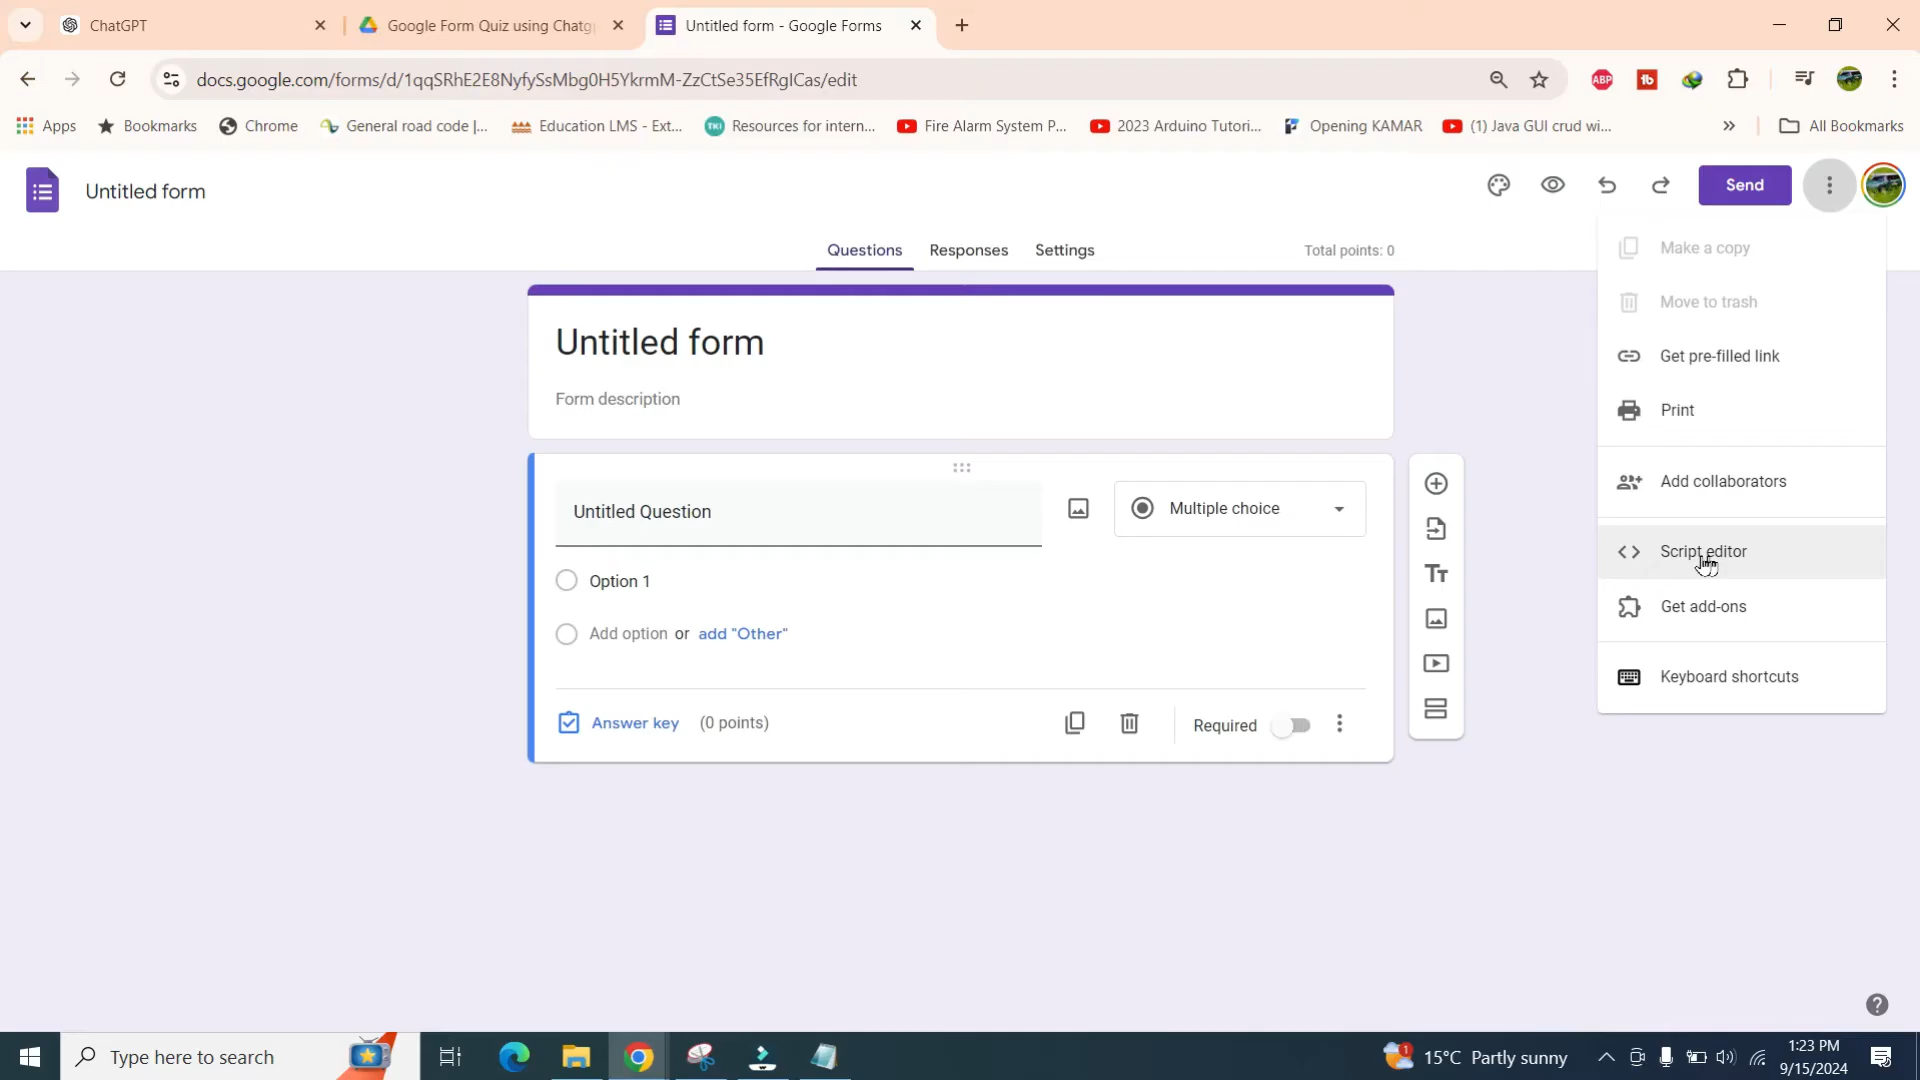 ChatGPT
Google Form Quiz using Chatg
Untitled form - Google Forms
docs.google.com/forms/d/1qqSRhE2E8NyfySsMbg0H5YkrmM-ZzCtSe35EfRgICas/edit
ABP
1b
Apps
Bookmarks
Chrome
General road code |...
Education LMS - Ext...
TKI
Resources for intern...
Fire Alarm System P...
2023 Arduino Tutori...
Opening KAMAR
(1) Java GUI crud wi...
»
All Bookmarks
Untitled form
Send
Questions
Responses
Settings
Total points: 0
Make a copy
Move to trash
Get pre-filled link
Print
Add collaborators
Script editor
Get add-ons
Keyboard shortcuts
Untitled form
Form description
Untitled Question
Multiple choice
Option 1
Add option or add "Other"
Answer key (0 points)
Required
Tt
Type here to search
1
15°C Partly sunny
1:23 PM
9/15/2024